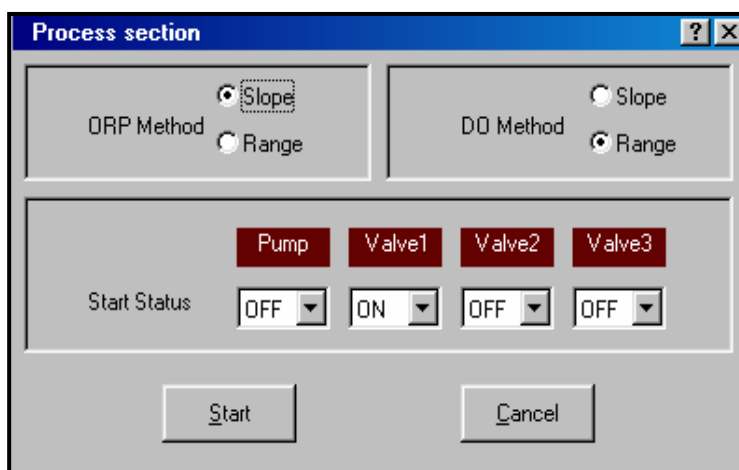 Process section
ORP Method
Slope
Range
DO Method
Slope
Range
Pump Valve1 Valve2 Valve3
Start Status OFF ON OFF OFF
Start Cancel